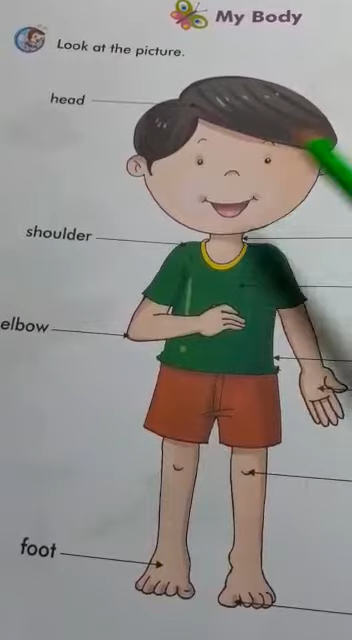 My Body
Look at the picture.
head
shoulder
elbow
foot